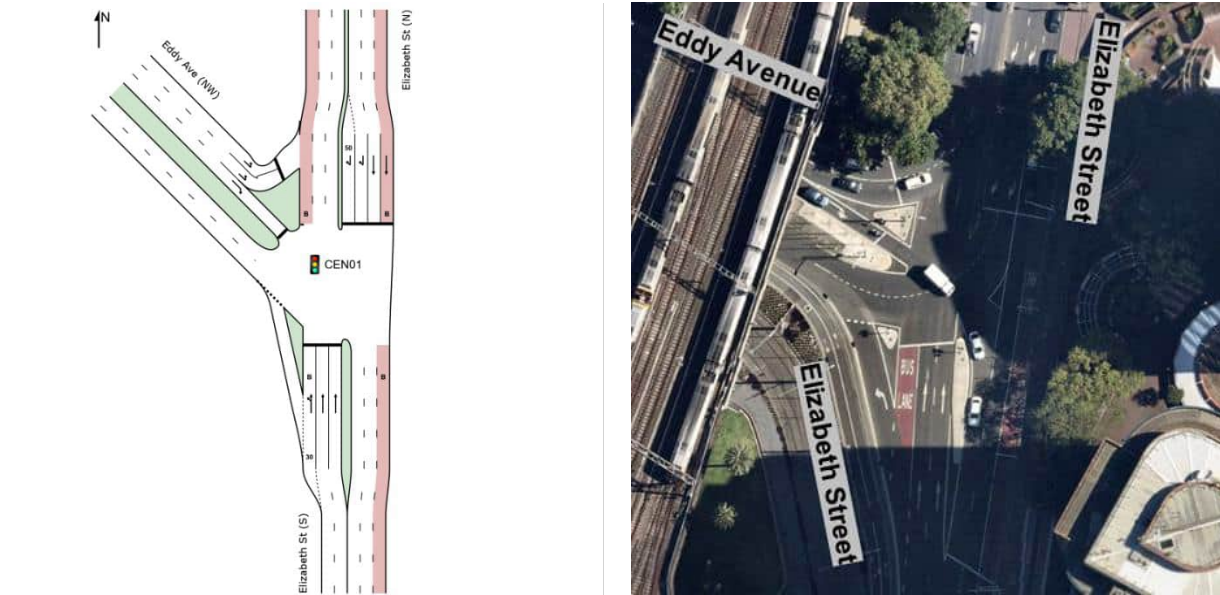 N
Eddy Ave (NW)
Elizabeth St (N)
50
B
B
CEN01
B
B
30
Elizabeth St (S)
Eddy Avenue
Elizabeth Street
BUS
LANE
Elizabeth Street